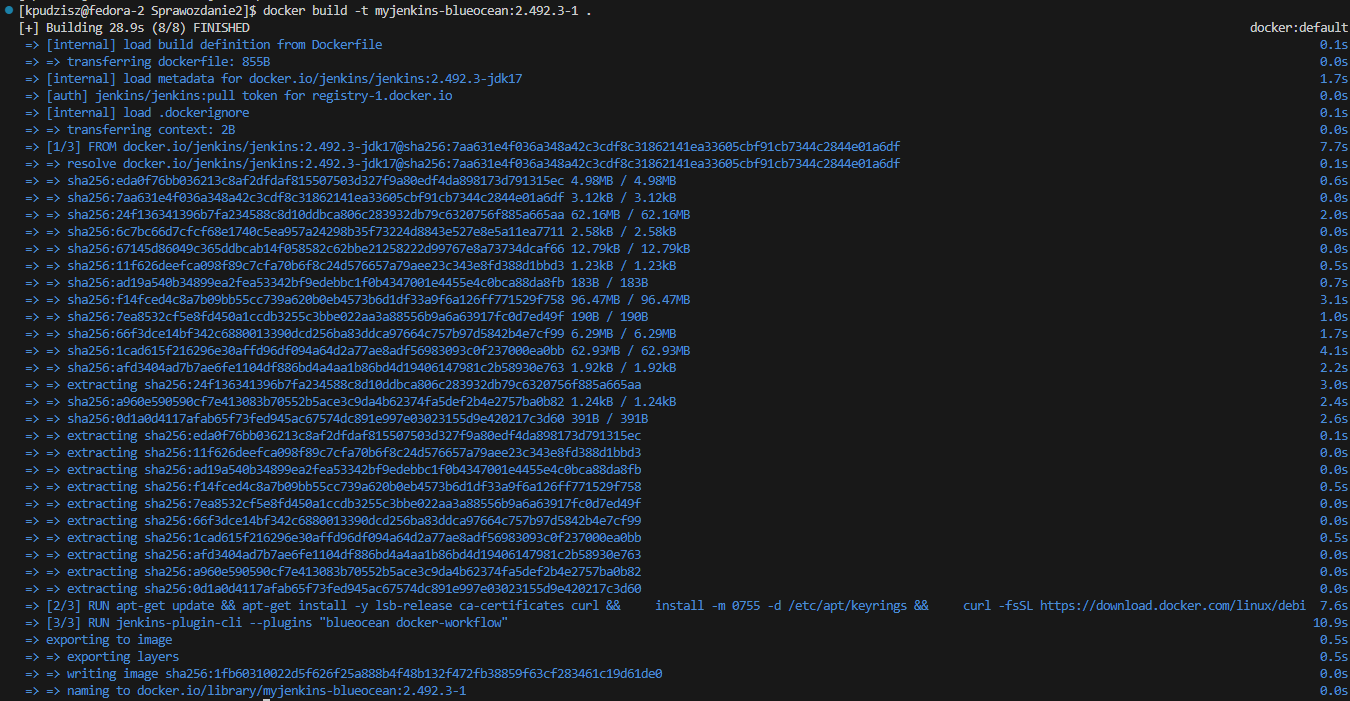 [kpudzisz@fedora-2 Sprawozdanie2]$ docker build -t myjenkins-blueocean:2.492.3-1 .
[+] Building 28.9s (8/8) FINISHED docker:default
=> [internal] load build definition from Dockerfile 0.1s
=> => transferring dockerfile: 855B 0.0s
=> [internal] load metadata for docker.io/jenkins/jenkins:2.492.3-jdk17 1.7s
=> [auth] jenkins/jenkins:pull token for registry-1.docker.io 0.0s
=> [internal] load .dockerignore 0.1s
=> => transferring context: 2B 0.0s
=> [1/3] FROM docker.io/jenkins/jenkins:2.492.3-jdk17@sha256:7aa631e4f036a348a42c3cdf8c31862141ea33605cbf91cb7344c2844e01a6df 7.7s
=> => resolve docker.io/jenkins/jenkins:2.492.3-jdk17@sha256:7aa631e4f036a348a42c3cdf8c31862141ea33605cbf91cb7344c2844e01a6df 0.1s
=> => sha256:eda0f76bb036213c8af2dfdaf815507503d327f9a80edf4da898173d791315ec 4.98MB / 4.98MB 0.6s
=> => sha256:7aa631e4f036a348a42c3cdf8c31862141ea33605cbf91cb7344c2844e01a6df 3.12kB / 3.12kB 0.0s
=> => sha256:24f136341396b7fa234588c8d10ddbca806c283932db79c6320756f885a665aa 62.16MB / 62.16MB 2.0s
=> => sha256:6c7bc66d7cfcf68e1740c5ea957a24298b35f73224d8843e527e8e5a11ea7711 2.58kB / 2.58kB 0.0s
=> => sha256:67145d86049c365ddbcab14f058582c62bbe21258222d99767e8a73734dcaf66 12.79kB / 12.79kB 0.0s
=> => sha256:11f626deefca098f89c7cfa70b6f8c24d576657a79aee23c343e8fd388d1bbd3 1.23kB / 1.23kB 0.5s
=> => sha256:ad19a540b34899ea2fea53342bf9edebbc1f0b4347001e4455e4c0bca88da8fb 183B / 183B 0.7s
=> => sha256:f14fced4c8a7b09bb55cc739a620b0eb4573b6d1df33a9f6a126ff771529f758 96.47MB / 96.47MB 3.1s
=> => sha256:7ea8532cf5e8fd450a1ccdb3255c3bbe022aa3a88556b9a6a63917fc0d7ed49f 190B / 190B 1.0s
=> => sha256:66f3dce14bf342c6880013390dcd256ba83ddca97664c757b97d5842b4e7cf99 6.29MB / 6.29MB 1.7s
=> => sha256:1cad615f216296e30affd96df094a64d2a77ae8adf56983093c0f237000ea0bb 62.93MB / 62.93MB 4.1s
=> => sha256:afd3404ad7b7ae6fe1104df886bd4a4aa1b86bd4d19406147981c2b58930e763 1.92kB / 1.92kB 2.2s
=> => extracting sha256:24f136341396b7fa234588c8d10ddbca806c283932db79c6320756f885a665aa 3.0s
=> => sha256:a960e590590cf7e413083b70552b5ace3c9da4b62374fa5def2b4e2757ba0b82 1.24kB / 1.24kB 2.4s
=> => sha256:0d1a0d4117afab65f73fed945ac67574dc891e997e03023155d9e420217c3d60 391B / 391B 2.6s
=> => extracting sha256:eda0f76bb036213c8af2dfdaf815507503d327f9a80edf4da898173d791315ec 0.1s
=> => extracting sha256:11f626deefca098f89c7cfa70b6f8c24d576657a79aee23c343e8fd388d1bbd3 0.0s
=> => extracting sha256:ad19a540b34899ea2fea53342bf9edebbc1f0b4347001e4455e4c0bca88da8fb 0.0s
=> => extracting sha256:f14fced4c8a7b09bb55cc739a620b0eb4573b6d1df33a9f6a126ff771529f758 0.5s
=> => extracting sha256:7ea8532cf5e8fd450a1ccdb3255c3bbe022aa3a88556b9a6a63917fc0d7ed49f 0.0s
=> => extracting sha256:66f3dce14bf342c6880013390dcd256ba83ddca97664c757b97d5842b4e7cf99 0.0s
=> => extracting sha256:1cad615f216296e30affd96df094a64d2a77ae8adf56983093c0f237000ea0bb 0.5s
=> => extracting sha256:afd3404ad7b7ae6fe1104df886bd4a4aa1b86bd4d19406147981c2b58930e763 0.0s
=> => extracting sha256:a960e590590cf7e413083b70552b5ace3c9da4b62374fa5def2b4e2757ba0b82 0.0s
=> => extracting sha256:0d1a0d4117afab65f73fed945ac67574dc891e997e03023155d9e420217c3d60 0.0s
=> [2/3] RUN apt-get update && apt-get install -y lsb-release ca-certificates curl &&     install -m 0755 -d /etc/apt/keyrings &&     curl -fsSL https://download.docker.com/linux/debi 7.6s
=> [3/3] RUN jenkins-plugin-cli --plugins "blueocean docker-workflow" 10.9s
=> exporting to image 0.5s
=> => exporting layers 0.5s
=> => writing image sha256:1fb60310022d5f626f25a888b4f48b132f472fb38859f63cf283461c19d61de0 0.0s
=> => naming to docker.io/library/myjenkins-blueocean:2.492.3-1 0.0s